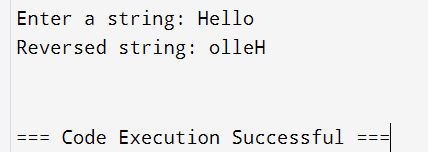 Enter a string: Hello
Reversed string: olleH
=== Code Execution Successful ===